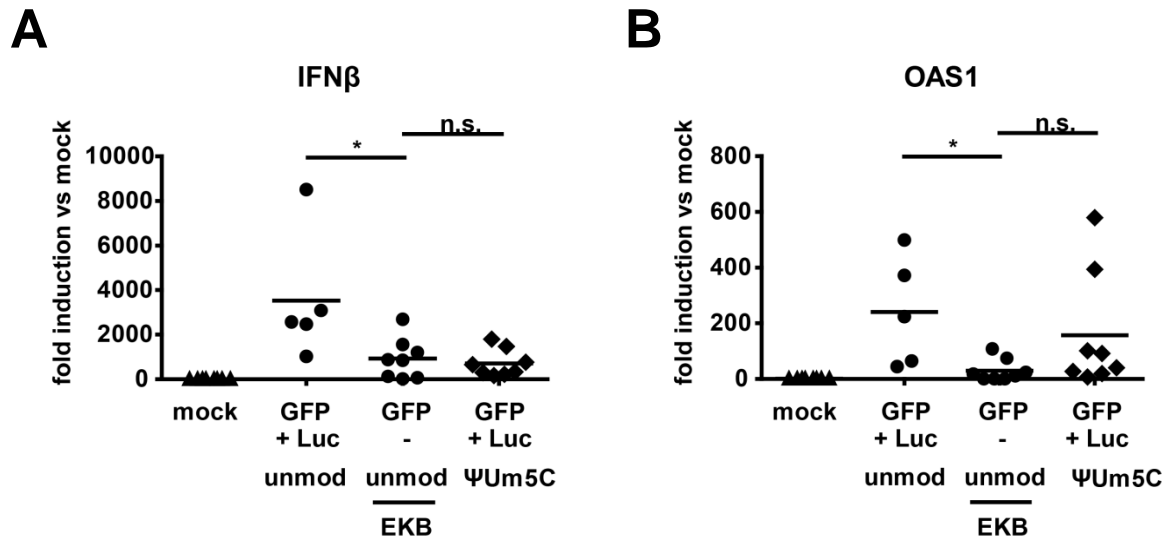 A
IFNβ
fold induction vs mock
10000
8000
6000
4000
2000
0
*
n.s.
mock
GFP
+ Luc
unmod
GFP
-
unmod
EKB
GFP
+ Luc
ΨUm5C
B
OAS1
fold induction vs mock
800
600
400
200
0
*
n.s.
mock
GFP
+ Luc
unmod
GFP
-
unmod
EKB
GFP
+ Luc
ΨUm5C